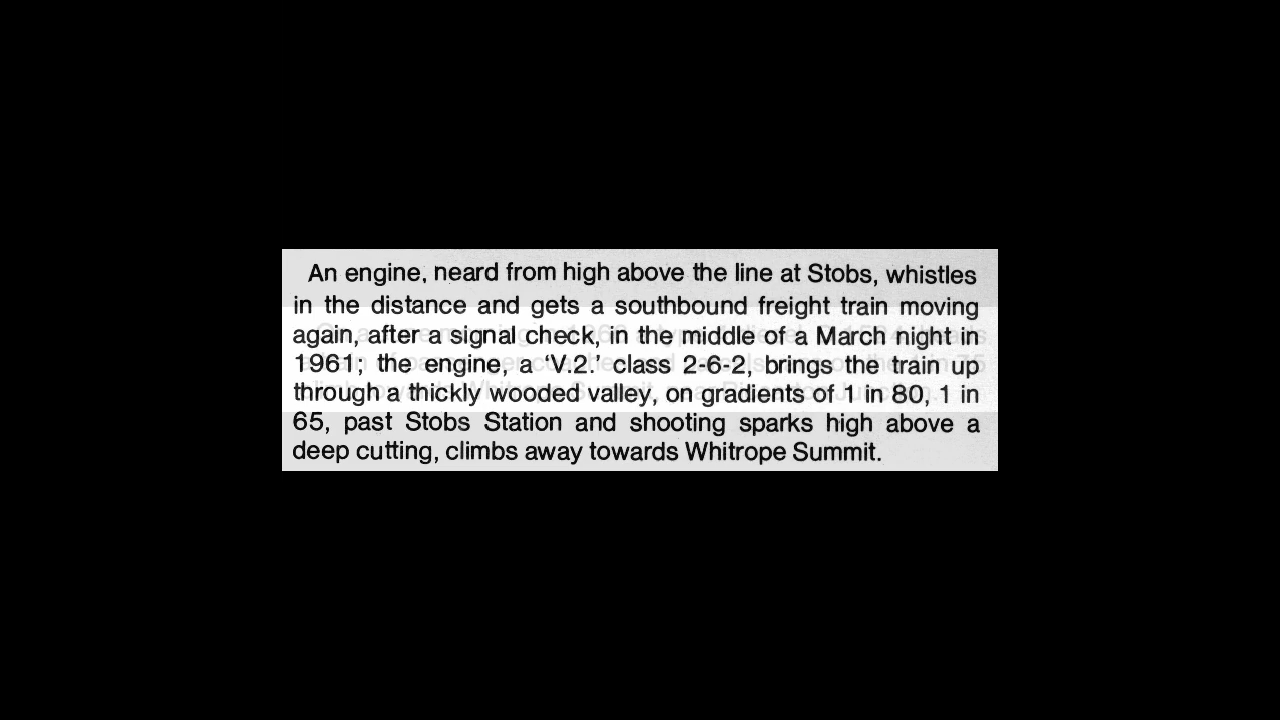 An engine, neard from high above the line at Stobs, whistles
in the distance and gets a southbound freight train moving
again, after a signal check, in the middle of a March night in
1961; the engine, a ‘V.2.’ class 2-6-2, brings the train up
through a thickly wooded valley, on gradients of 1 in 80, 1 in
65, past Stobs Station and shooting sparks high above a
deep cutting, climbs away towards Whitrope Summit.